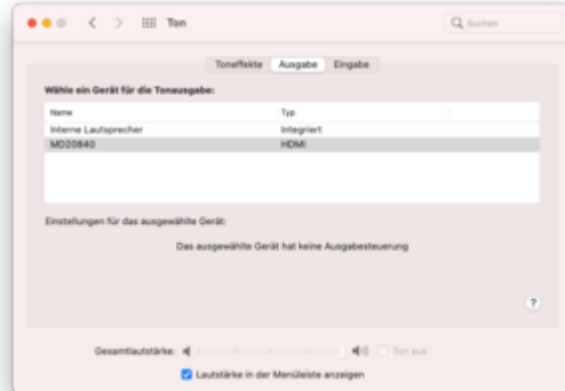 Ton
Suchen
Toneffekte Ausgabe Eingabe
Wähle ein Gerät für die Tonausgabe:
Name Typ
Interne Lautsprecher Integriert
MD20840 HDMI
Einstellungen für das ausgewählte Gerät:
Das ausgewählte Gerät hat keine Ausgabesteuerung
?
Gesamtlautstärke: Ton aus
Lautstärke in der Menüleiste anzeigen